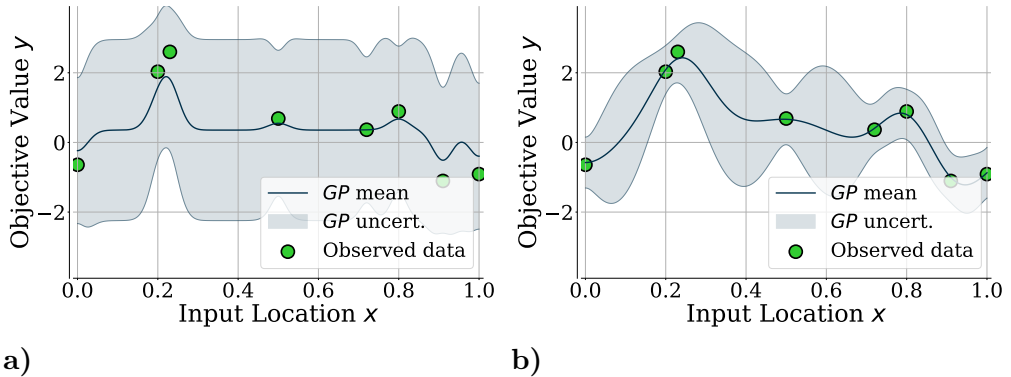 Objective Value y
2
0
−2
GP mean
GP uncert.
Observed data
0.0 0.2 0.4 0.6 0.8 1.0
Input Location x
a)
Objective Value y
2
0
−2
GP mean
GP uncert.
Observed data
0.0 0.2 0.4 0.6 0.8 1.0
Input Location x
b)